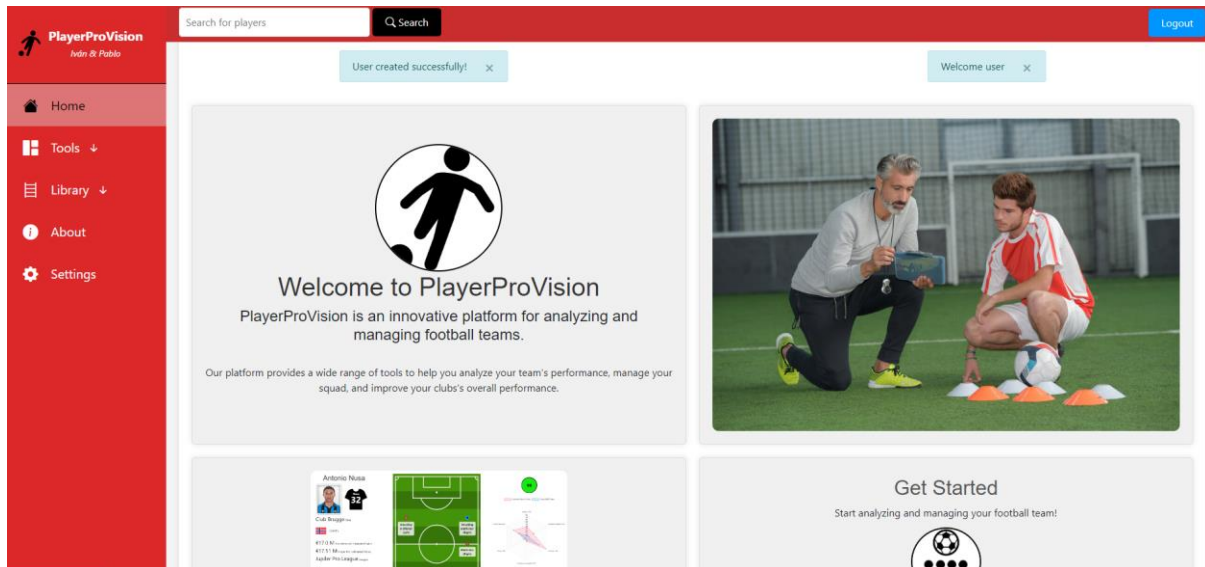 PlayerProVision
Iván & Pablo
Search for players
Search
Logout
User created successfully! ×
Welcome user ×
Home
Tools ↓
Library ↓
About
Settings
Welcome to PlayerProVision
PlayerProVision is an innovative platform for analyzing and
managing football teams.
Our platform provides a wide range of tools to help you analyze your team's performance, manage your
squad, and improve your clubs's overall performance.
Antonio Nusa
32
Club Brugge
Jupiler Pro League
Get Started
Start analyzing and managing your football team!